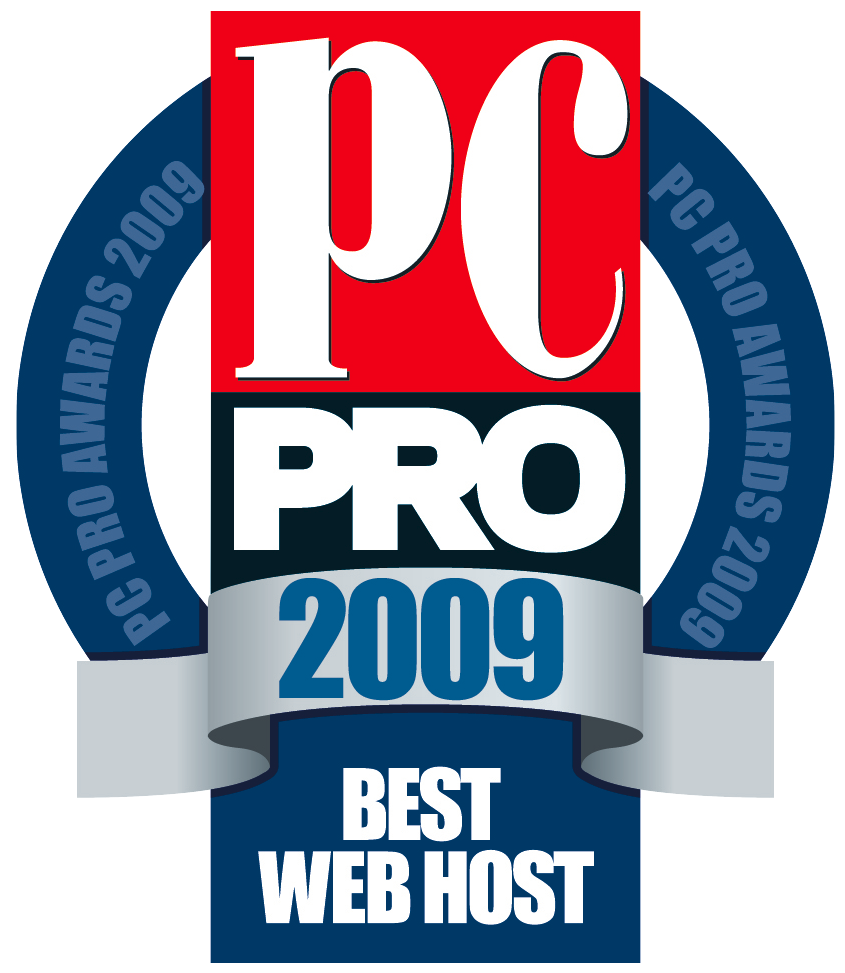 pc
PRO
PC PRO AWARDS 2009
PC PRO AWARDS 2009
2009
BEST
WEB HOST